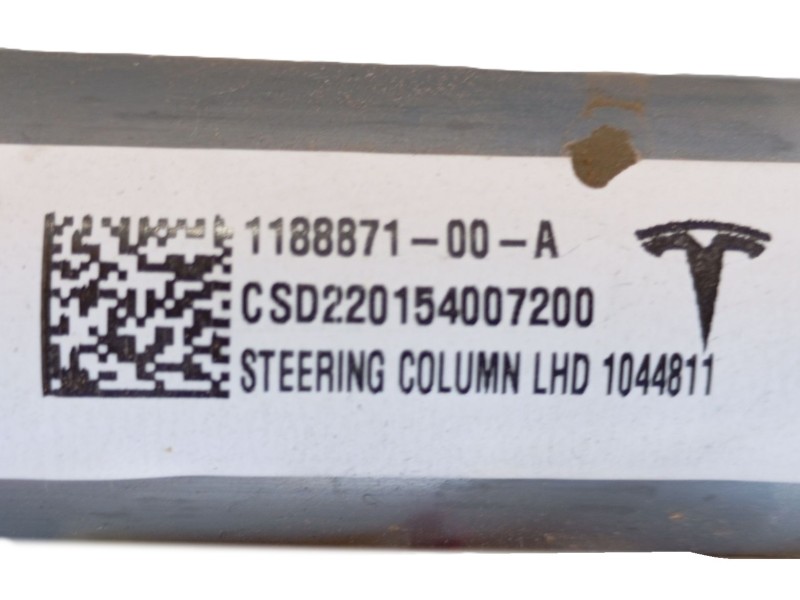 1188871-00-A
CSD220154007200
STEERING COLUMN LHD 1044811